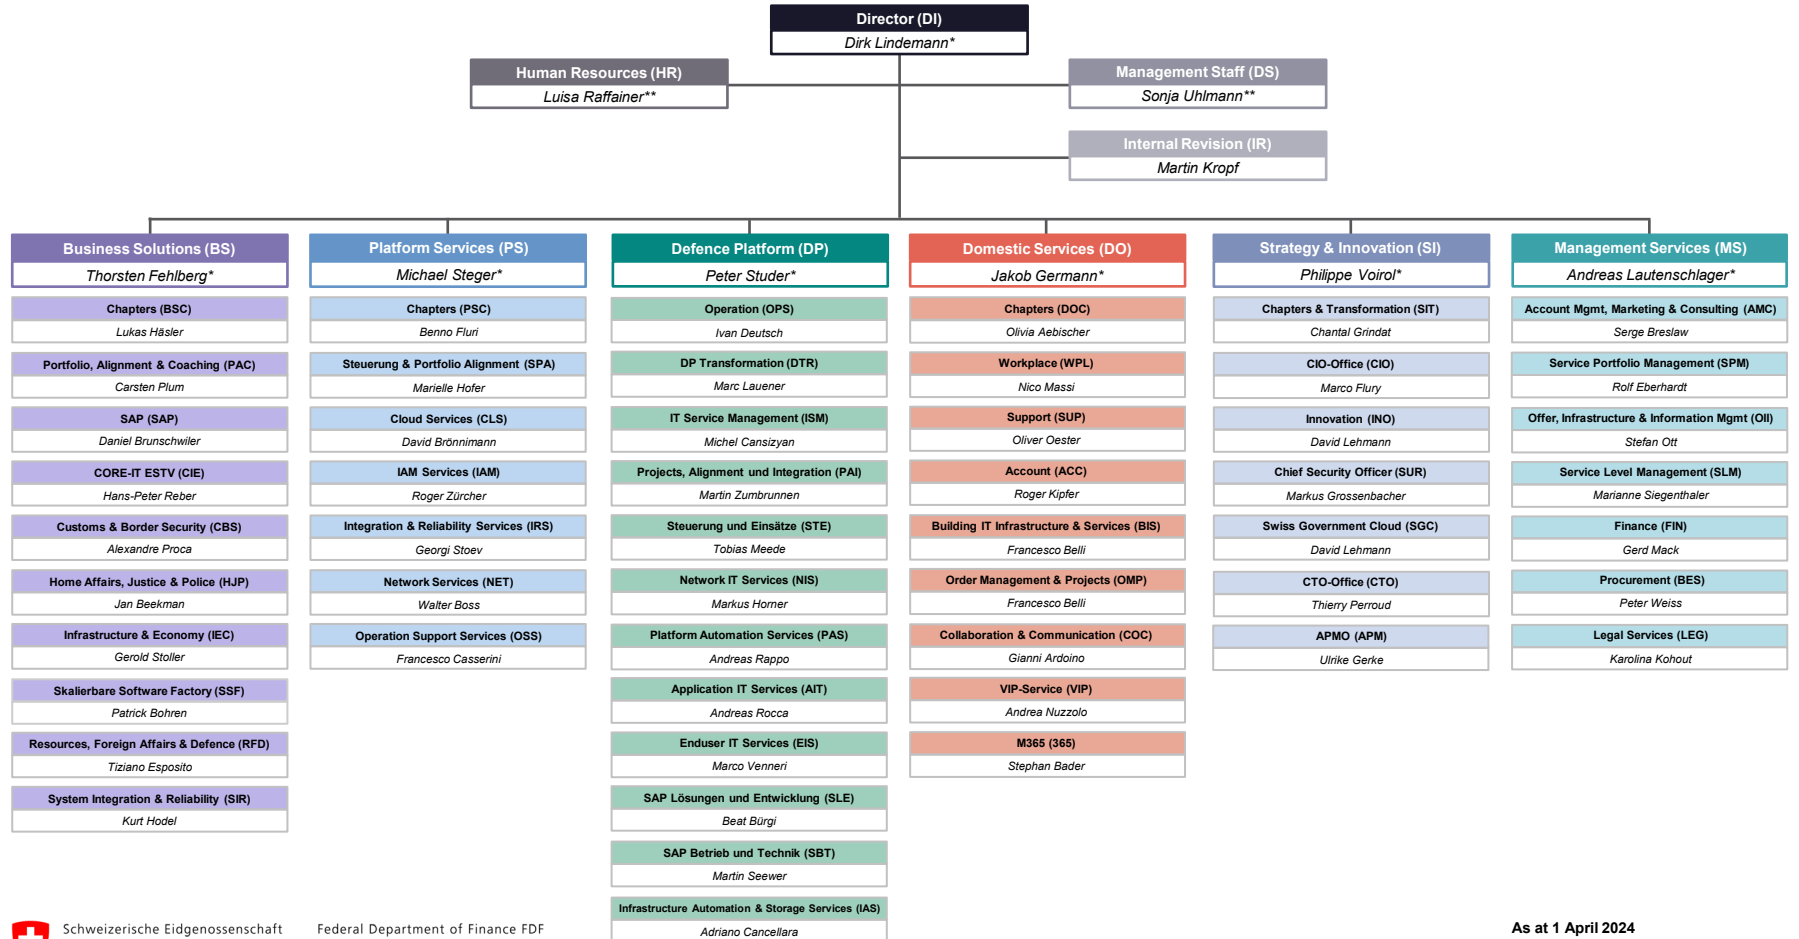 Director (DI)
Dirk Lindemann*
Human Resources (HR)
Luisa Raffainer**
Management Staff (DS)
Sonja Uhlmann**
Internal Revision (IR)
Martin Kropf
Business Solutions (BS)
Thorsten Fehlberg*
Chapters (BSC)
Lukas Häsler
Portfolio, Alignment & Coaching (PAC)
Carsten Plum
SAP (SAP)
Daniel Brunschwiler
CORE-IT ESTV (CIE)
Hans-Peter Reber
Customs & Border Security (CBS)
Alexandre Proca
Home Affairs, Justice & Police (HJP)
Jan Beekman
Infrastructure & Economy (IEC)
Gerold Stoller
Skalierbare Software Factory (SSF)
Patrick Bohren
Resources, Foreign Affairs & Defence (RFD)
Tiziano Esposito
System Integration & Reliability (SIR)
Kurt Hodel
Platform Services (PS)
Michael Steger*
Chapters (PSC)
Benno Fluri
Steuerung & Portfolio Alignment (SPA)
Marielle Hofer
Cloud Services (CLS)
David Brönnimann
IAM Services (IAM)
Roger Zürcher
Integration & Reliability Services (IRS)
Georgi Stoev
Network Services (NET)
Walter Boss
Operation Support Services (OSS)
Francesco Casserini
Defence Platform (DP)
Peter Studer*
Operation (OPS)
Ivan Deutsch
DP Transformation (DTR)
Marc Lauener
IT Service Management (ISM)
Michel Cansizyan
Projects, Alignment und Integration (PAI)
Martin Zumbrunnen
Steuerung und Einsätze (STE)
Tobias Meede
Network IT Services (NIS)
Markus Horner
Platform Automation Services (PAS)
Andreas Rappo
Application IT Services (AIT)
Andreas Rocca
Enduser IT Services (EIS)
Marco Venneri
SAP Lösungen und Entwicklung (SLE)
Beat Bürgi
SAP Betrieb und Technik (SBT)
Martin Seewer
Infrastructure Automation & Storage Services (IAS)
Adriano Cancellara
Domestic Services (DO)
Jakob Germann*
Chapters (DOC)
Olivia Aebischer
Workplace (WPL)
Nico Massi
Support (SUP)
Oliver Oester
Account (ACC)
Roger Kipfer
Building IT Infrastructure & Services (BIS)
Francesco Belli
Order Management & Projects (OMP)
Francesco Belli
Collaboration & Communication (COC)
Gianni Ardoino
VIP-Service (VIP)
Andrea Nuzzolo
M365 (365)
Stephan Bader
Strategy & Innovation (SI)
Philippe Voirol*
Chapters & Transformation (SIT)
Chantal Grindat
CIO-Office (CIO)
Marco Flury
Innovation (INO)
David Lehmann
Chief Security Officer (SUR)
Markus Grossenbacher
Swiss Government Cloud (SGC)
David Lehmann
CTO-Office (CTO)
Thierry Perroud
APMO (APM)
Ulrike Gerke
Management Services (MS)
Andreas Lautenschlager*
Account Mgmt, Marketing & Consulting (AMC)
Serge Breslaw
Service Portfolio Management (SPM)
Rolf Eberhardt
Offer, Infrastructure & Information Mgmt (OII)
Stefan Ott
Service Level Management (SLM)
Marianne Siegenthaler
Finance (FIN)
Gerd Mack
Procurement (BES)
Peter Weiss
Legal Services (LEG)
Karolina Kohout
Schweizerische Eidgenossenschaft
Federal Department of Finance FDF
As at 1 April 2024